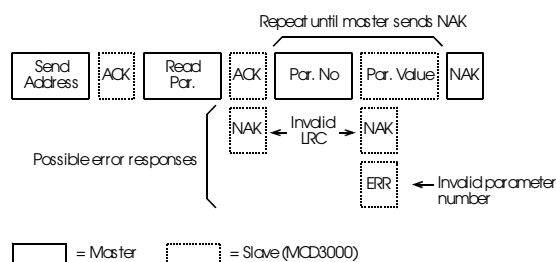 Repeat until master sends NAK
Send Address
ACK
Read Par.
ACK
Par. No
Par. Value
NAK
NAK
Invalid LRC
NAK
Possible error responses
ERR
Invalid parameter number
= Master
= Slave (MCD3000)